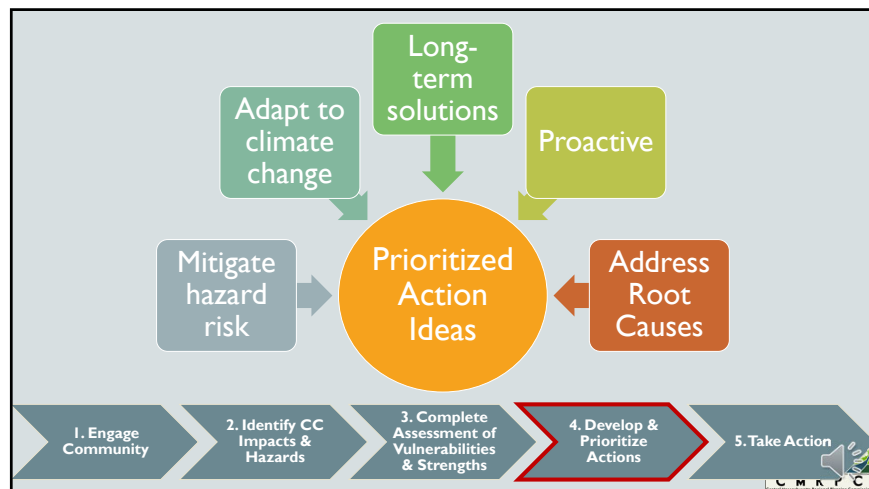 Long-
term
solutions
Adapt to
climate
change
Proactive
Mitigate
hazard
risk
Prioritized
Action
Ideas
Address
Root
Causes
1. Engage
Community
2. Identify CC
Impacts &
Hazards
3. Complete
Assessment of
Vulnerabilities
& Strengths
4. Develop &
Prioritize
Actions
5. Take Action
C M R P C